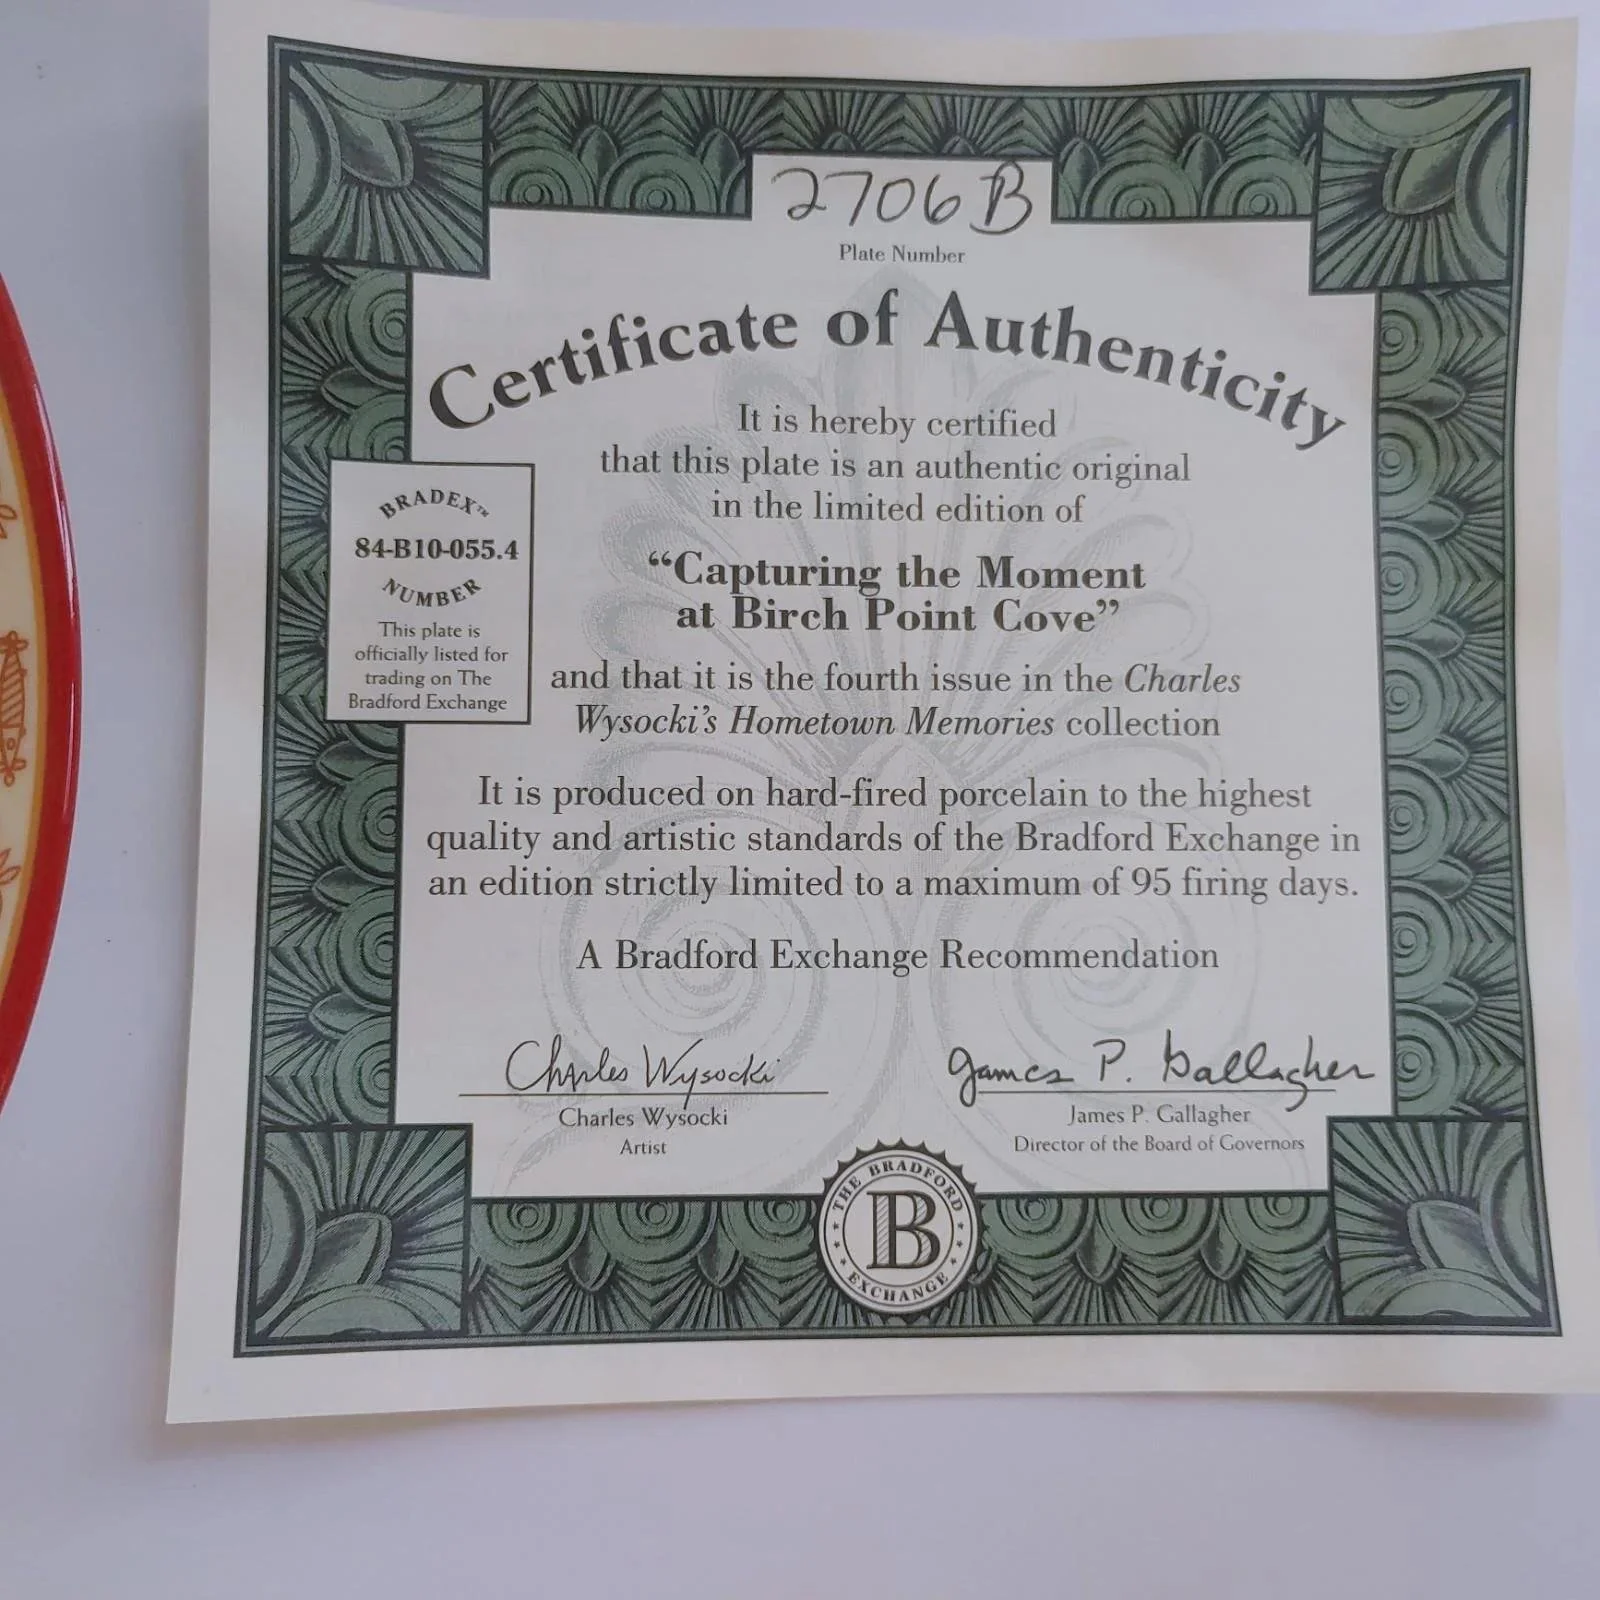 2706B
Plate Number
Certificate of Authenticity
It is hereby certified
that this plate is an authentic original
in the limited edition of
“Capturing the Moment
at Birch Point Cove”
and that it is the fourth issue in the Charles
Wysocki’s Hometown Memories collection
BRADEX™
84-B10-055.4
NUMBER
This plate is
officially listed for
trading on The
Bradford Exchange
It is produced on hard-fired porcelain to the highest
quality and artistic standards of the Bradford Exchange in
an edition strictly limited to a maximum of 95 firing days.
A Bradford Exchange Recommendation
Charles Wysocki
Charles Wysocki
Artist
James P. Gallagher
James P. Gallagher
Director of the Board of Governors
THE BRADFORD
B
EXCHANGE